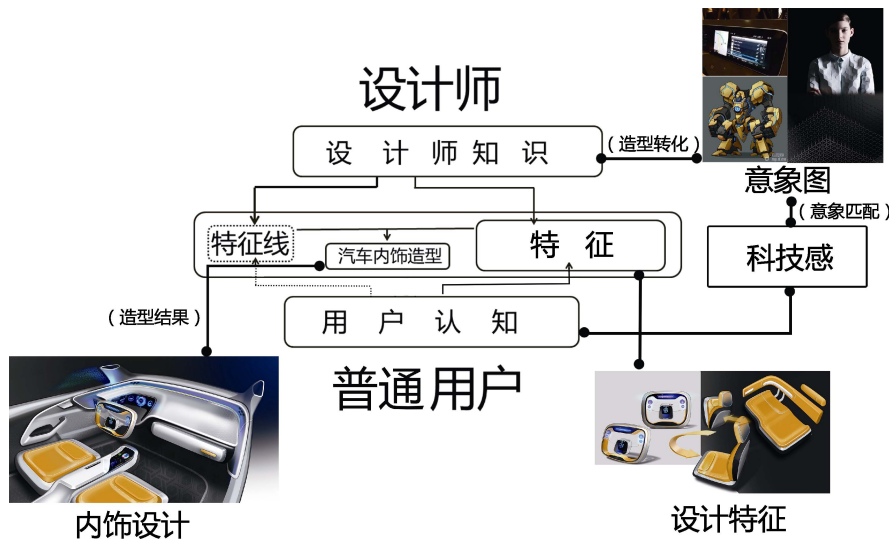 设计师
设 计 师 知 识
（造型转化）
意象图
（意象匹配）
特征线
汽车内饰造型
特 征
科技感
（造型结果）
用 户 认 知
普通用户
内饰设计
设计特征